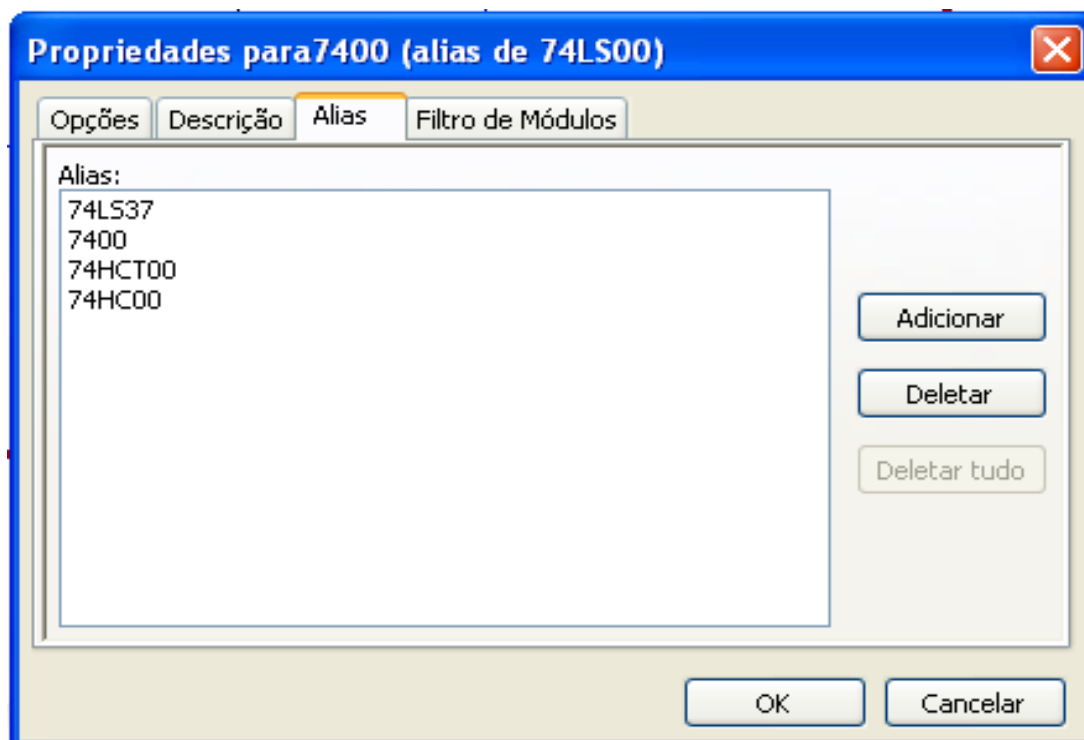 Propriedades para7400 (alias de 74LS00)
Opções Descrição Alias Filtro de Módulos
Alias:
74LS37
7400
74HCT00
74HC00
Adicionar
Deletar
Deletar tudo
OK Cancelar